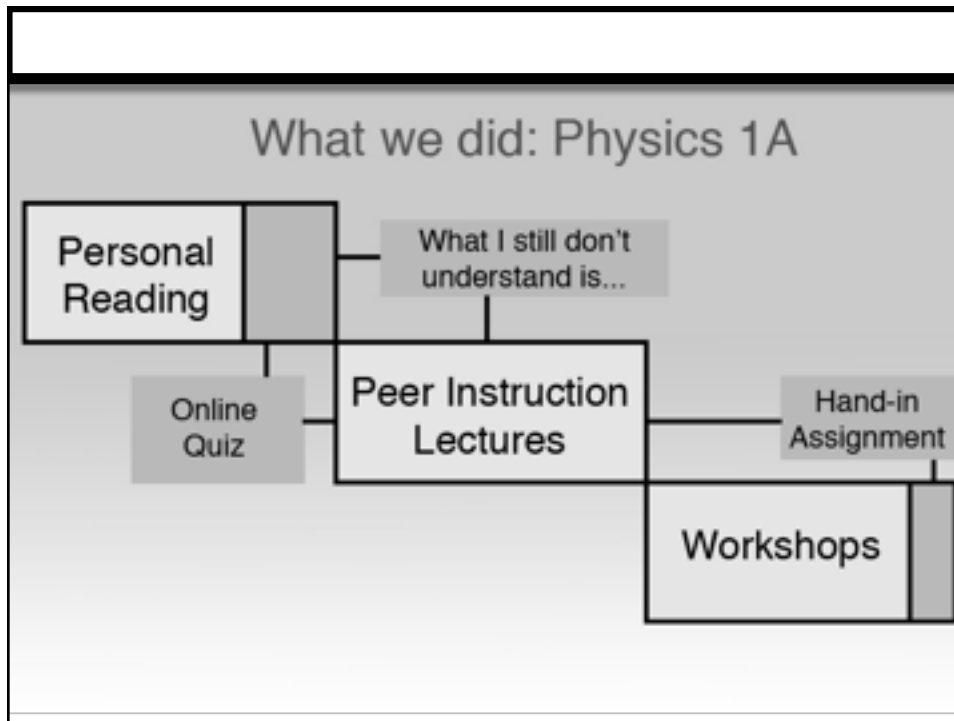 What we did: Physics 1A
Personal
Reading
What I still don't
understand is...
Online
Quiz
Peer Instruction
Lectures
Hand-in
Assignment
Workshops